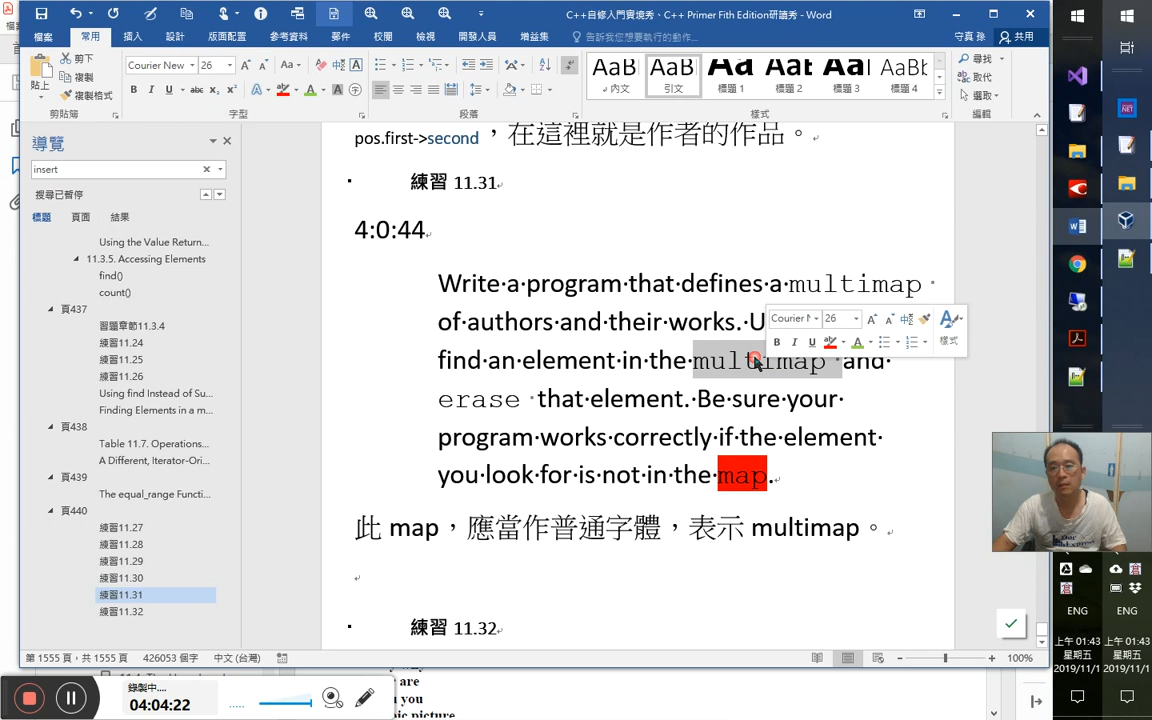 C++自修入門實境秀、C++ Primer Fith Edition研讀秀 - Word
檔案 常用 插入 設計 版面配置 參考資料 郵件 校閱 檢視 開發人員 增益集 告訴我您想要執行的動作... 守真 孫 共用
貼上 剪下 複製 複製格式
剪貼簿
Courier New 26
字型
段落
AaB 內文
AaB 引文
Aa 標題 1
Aat 標題 2
Aal 標題 3
AaBb 標題 4
樣式
尋找
取代
選取
編輯
導覽
insert
搜尋已暫停
標題 頁面 結果
Using the Value Return...
11.3.5. Accessing Elements
find()
count()
頁437
習題章節11.3.4
練習11.24
練習11.25
練習11.26
Using find Instead of Su...
Finding Elements in a m...
頁438
Table 11.7. Operations...
A Different, Iterator-Ori...
頁439
The equal_range Functi...
頁440
練習11.27
練習11.28
練習11.29
練習11.30
練習11.31
練習11.32
pos.first->second，在這裡就是作者的作品。
練習 11.31
4:0:44
Write a program that defines a multimap
of authors and their works. U
find an element in the multimap and
erase that element. Be sure your
program works correctly if the element
you look for is not in the map.
此 map，應當作普通字體，表示 multimap。
練習 11.32
26
B I U
樣式
第 1555 頁，共 1555 頁 426053 個字 中文 (台灣) 100%
錄製中...
04:04:22
are
you
nic picture
ENG
上午 01:43
星期五
2019/11/1
ENG
上午 01:43
星期五
2019/11/1